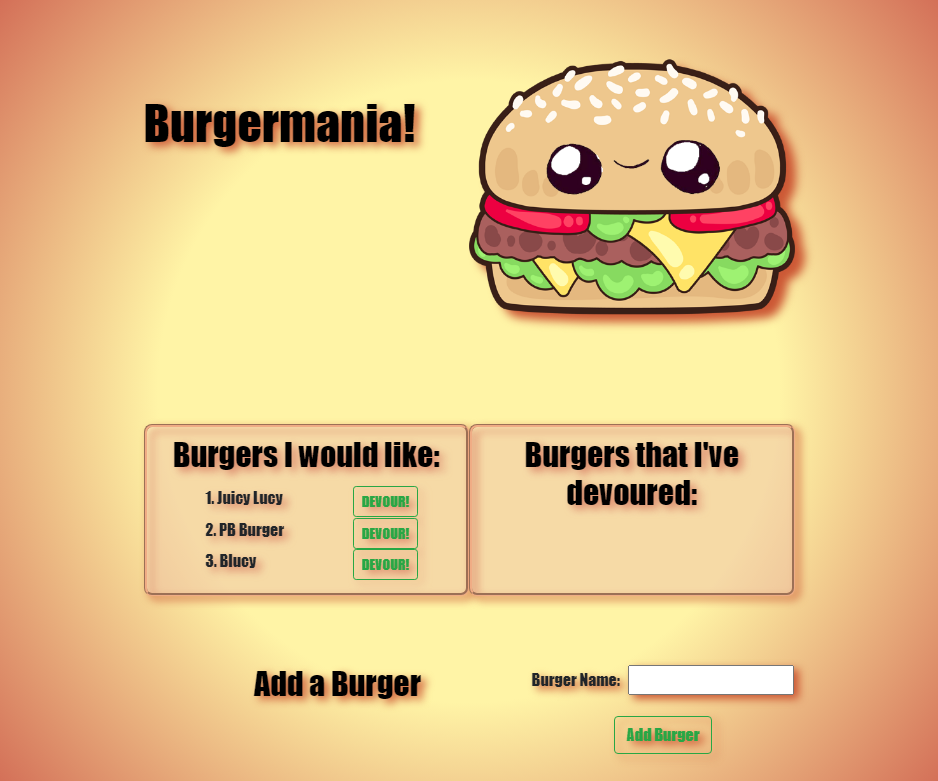 Burgermania!
Burgers I would like:
1. Juicy Lucy
DEVOUR!
2. PB Burger
DEVOUR!
3. Blucy
DEVOUR!
Burgers that I've
devoured:
Add a Burger
Burger Name:
Add Burger